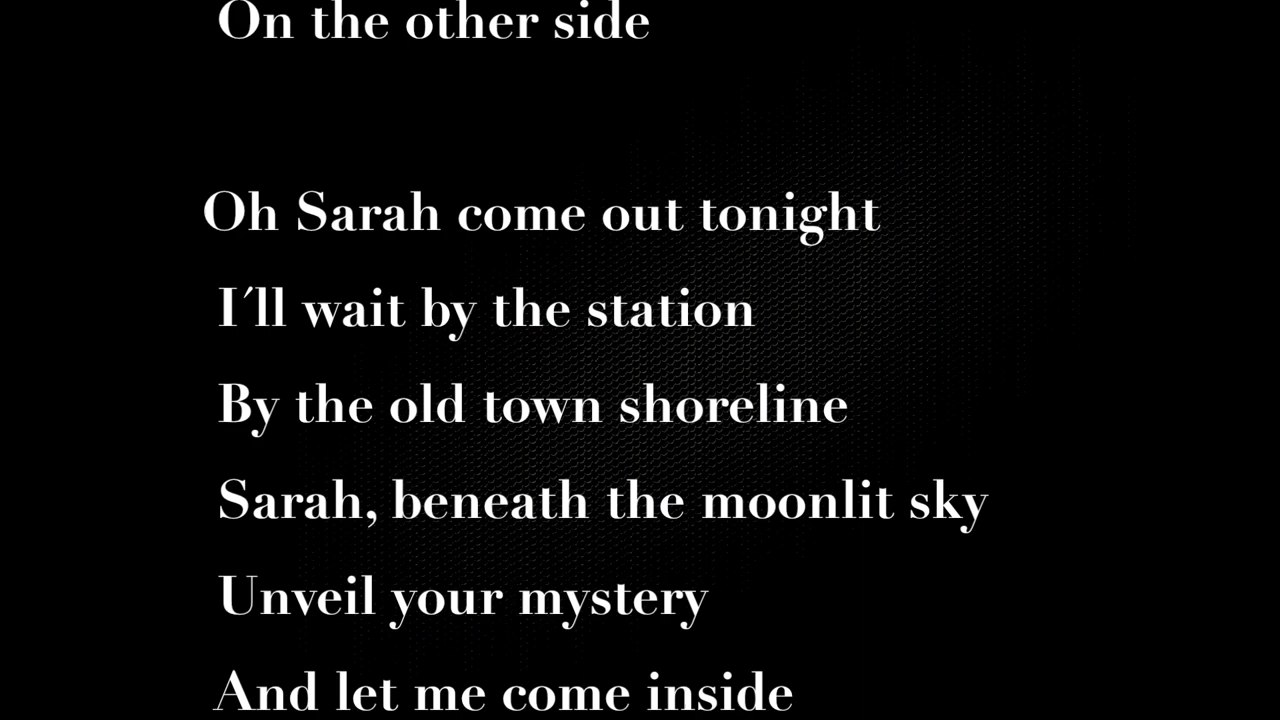 On the other side
Oh Sarah come out tonight
I´ll wait by the station
By the old town shoreline
Sarah, beneath the moonlit sky
Unveil your mystery
And let me come inside